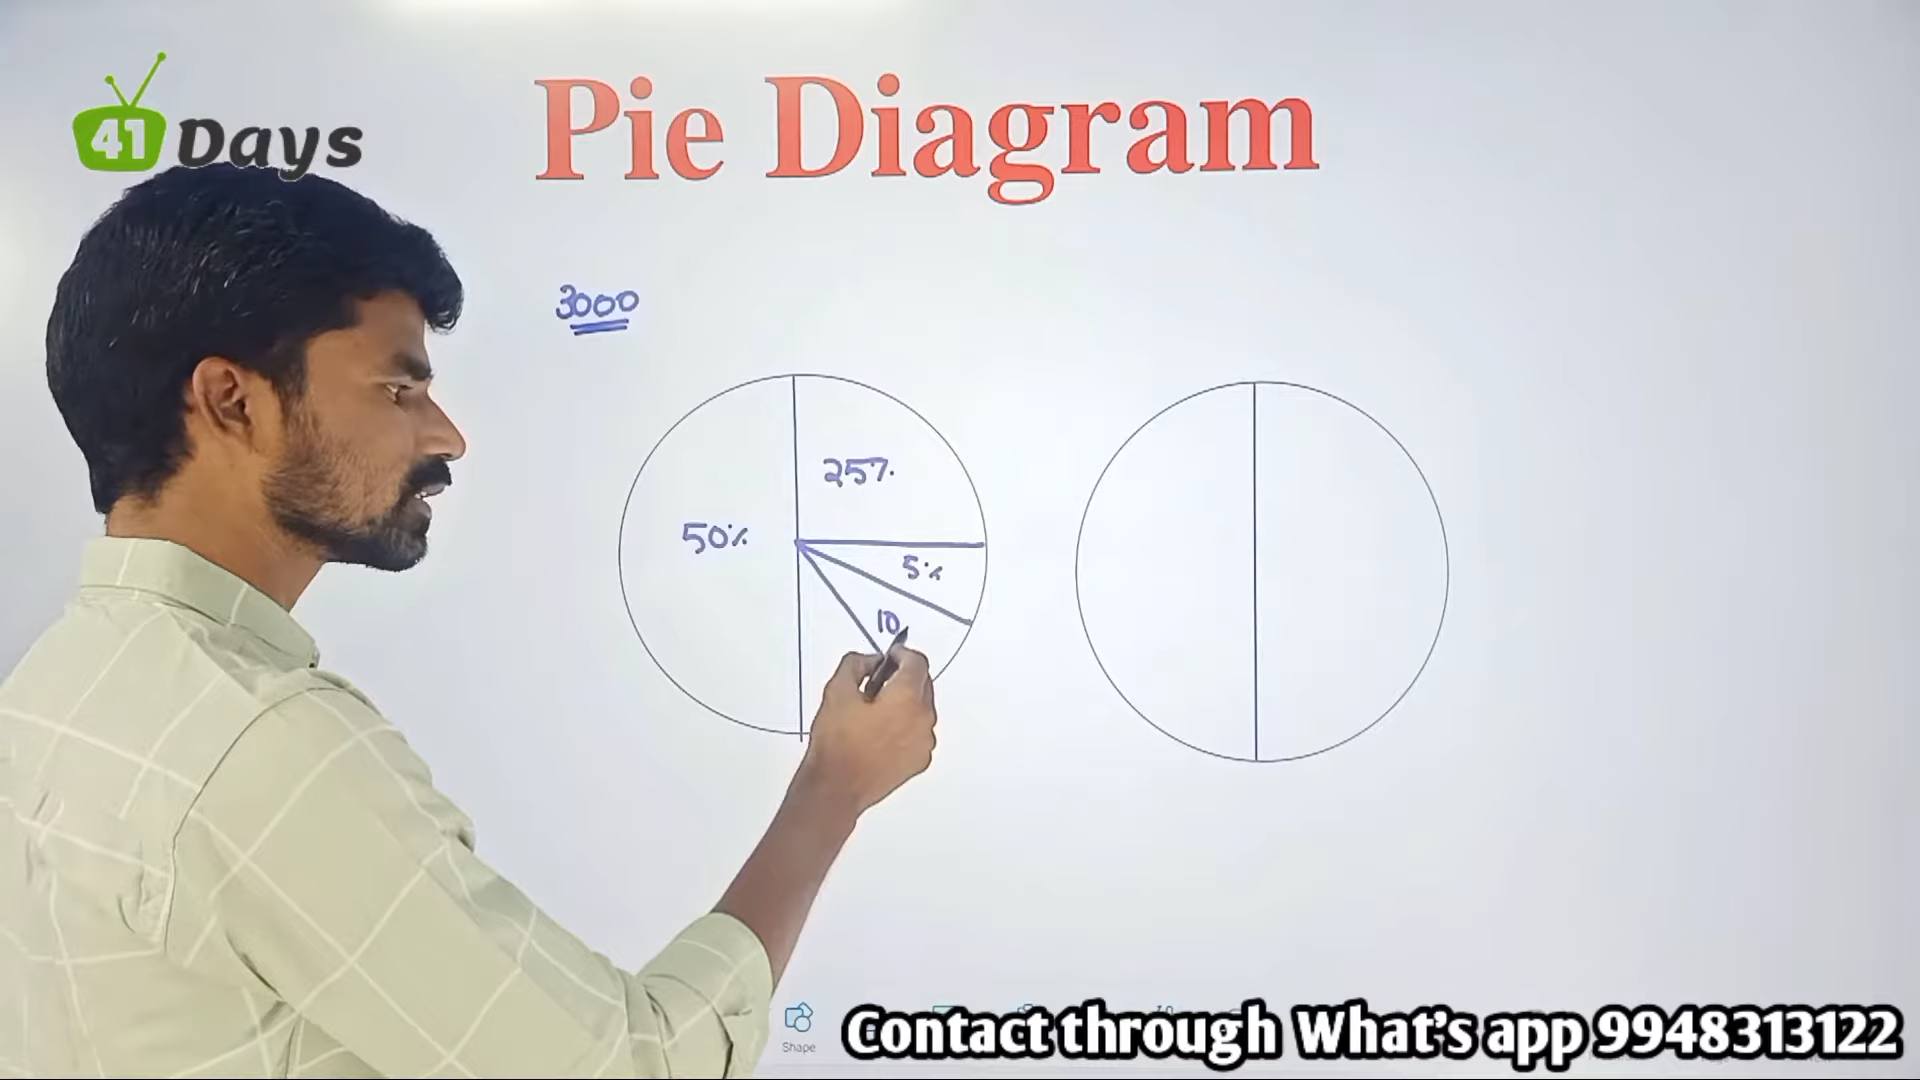 41 Days
Pie Diagram
3000
25%
50%
5%
10
Shape
Contact through What's app 9948313122